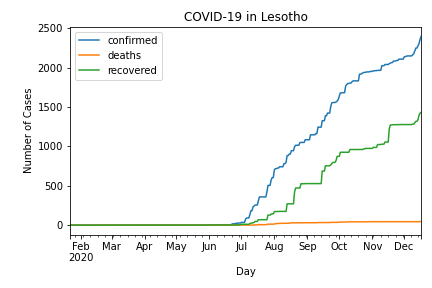 COVID-19 in Lesotho
2500
2000
1500
1000
500
0
Number of Cases
confirmed
deaths
recovered
Feb Mar Apr May Jun Jul Aug Sep Oct Nov Dec
2020
Day